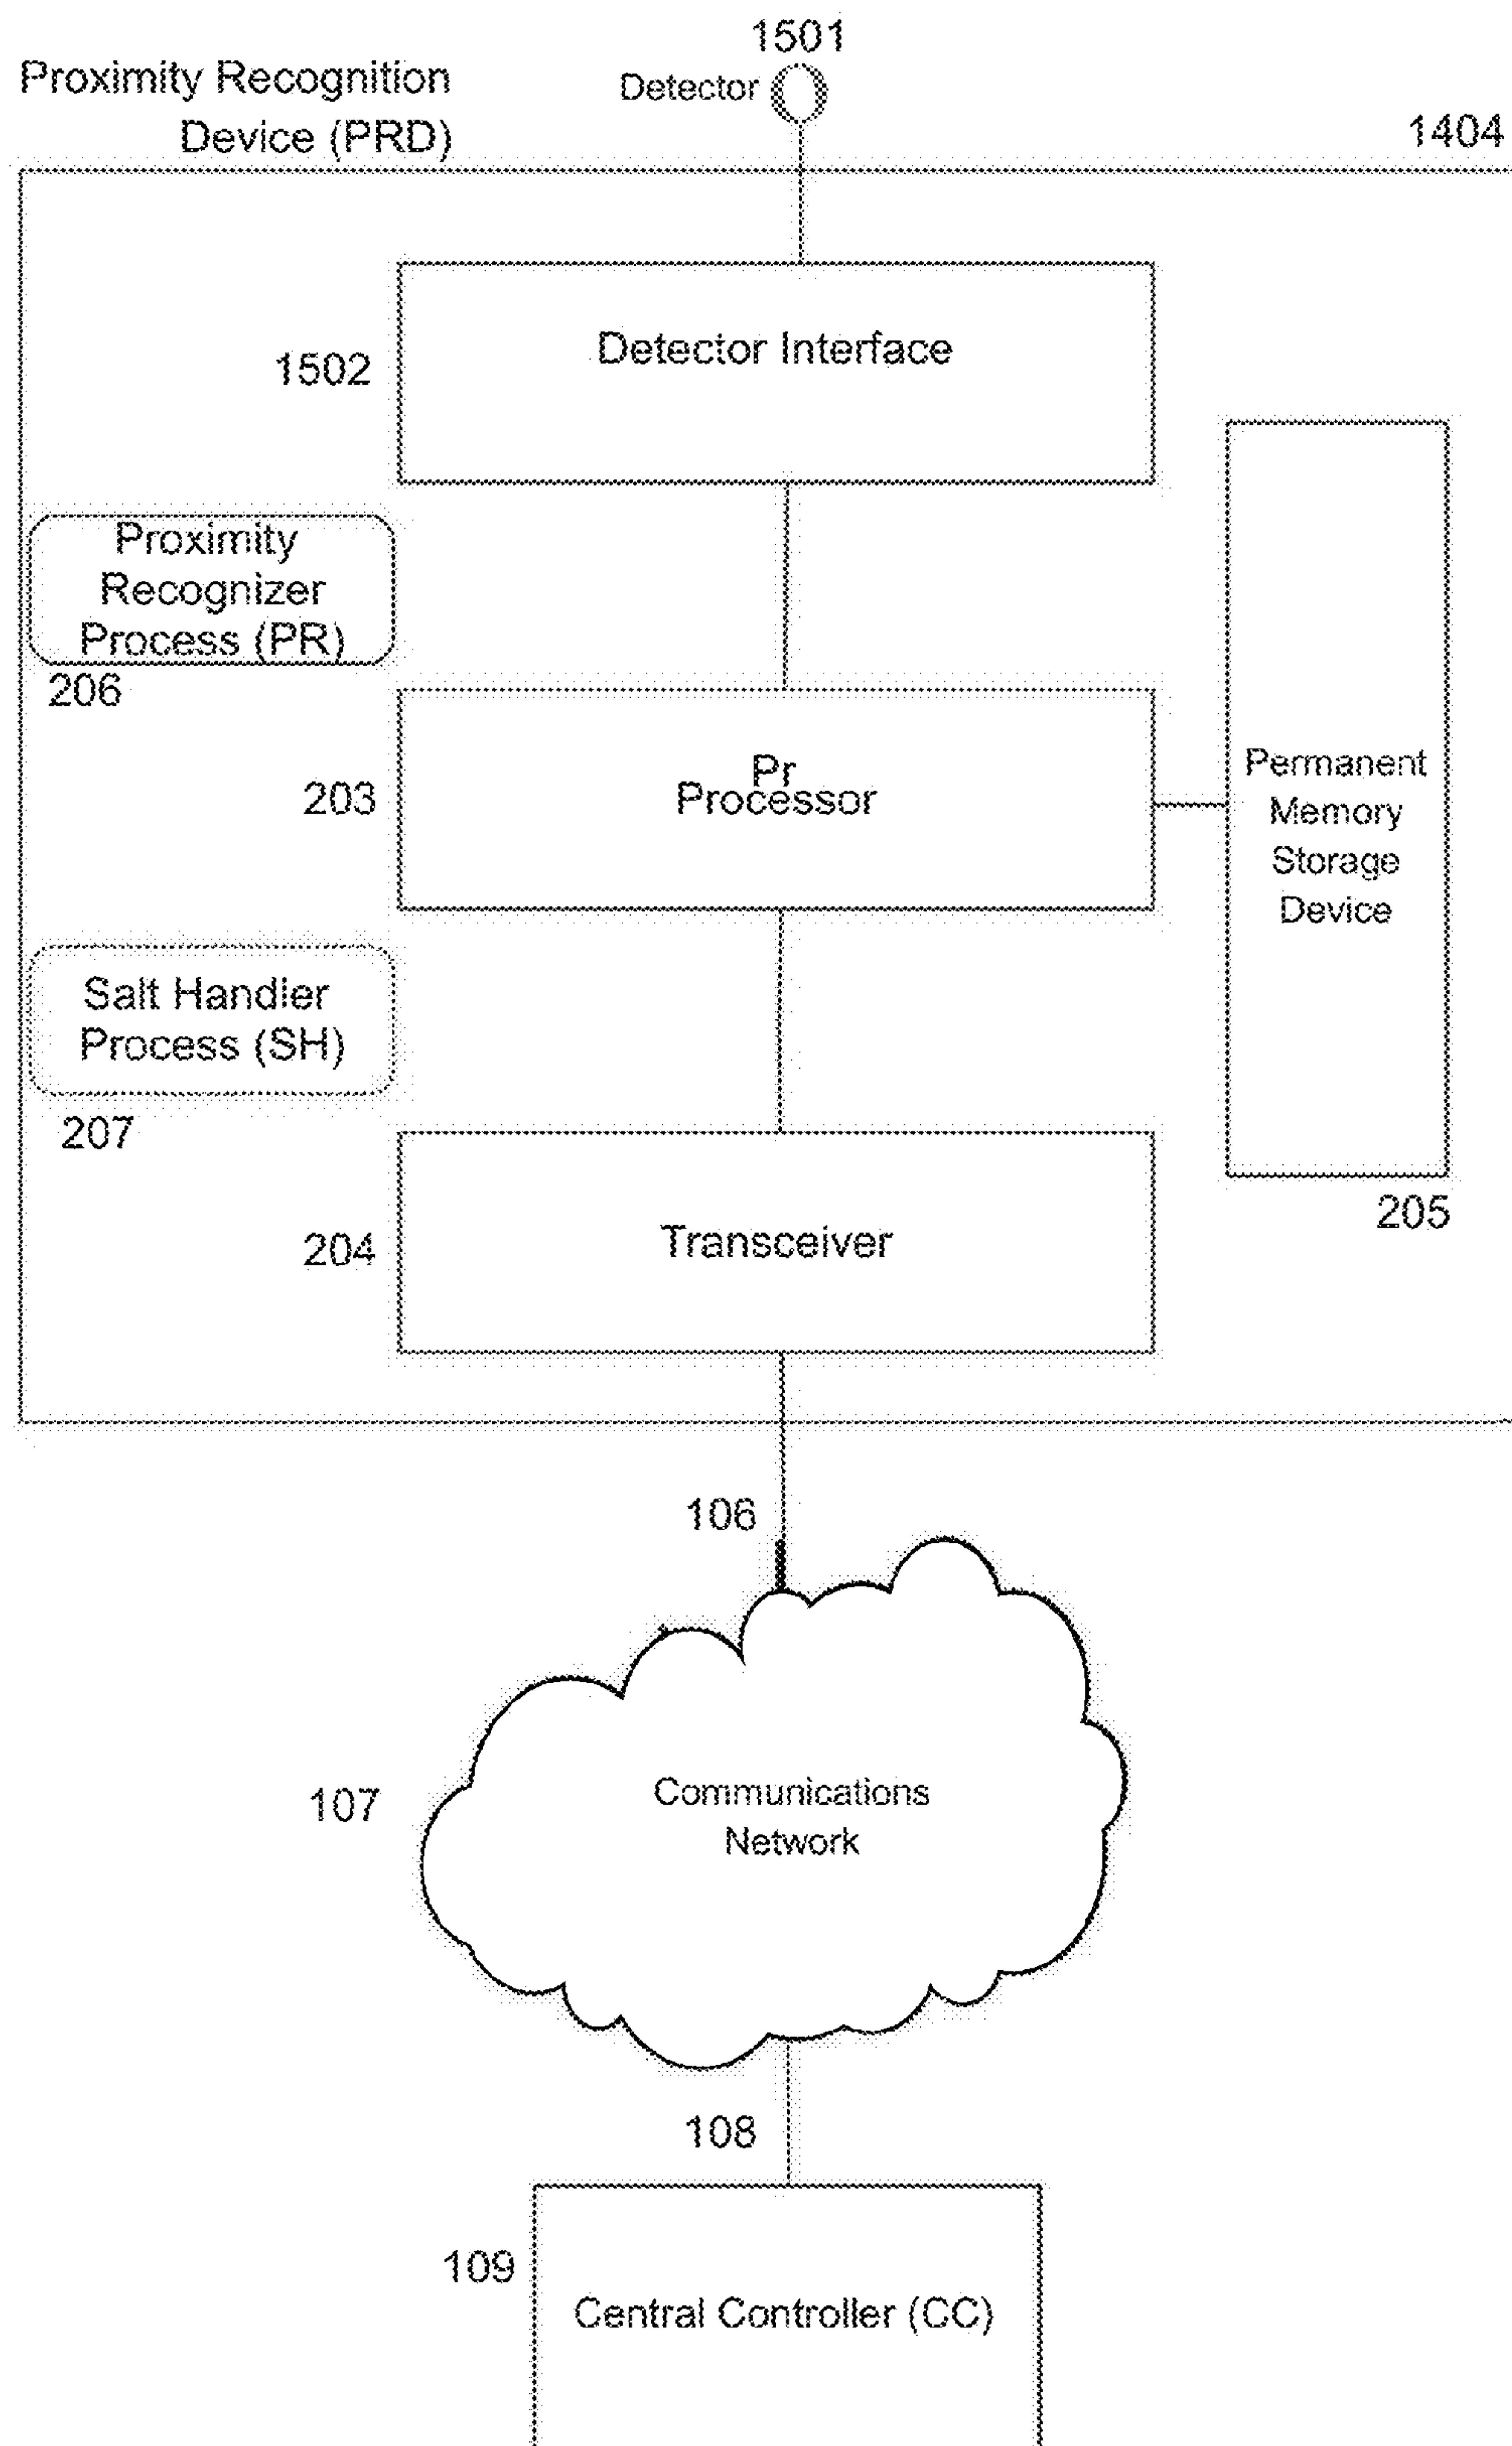 1501
Proximity Recognition
Device (PRD)
Detector
1404
Detector Interface
1502
Proximity
Recognizer
Process (PR)
206
Pr
Processor
203
Permanent
Memory
Storage
Device
205
Salt Handler
Process (SH)
207
Transceiver
204
106
Communications
Network
107
108
109
Central Controller (CC)